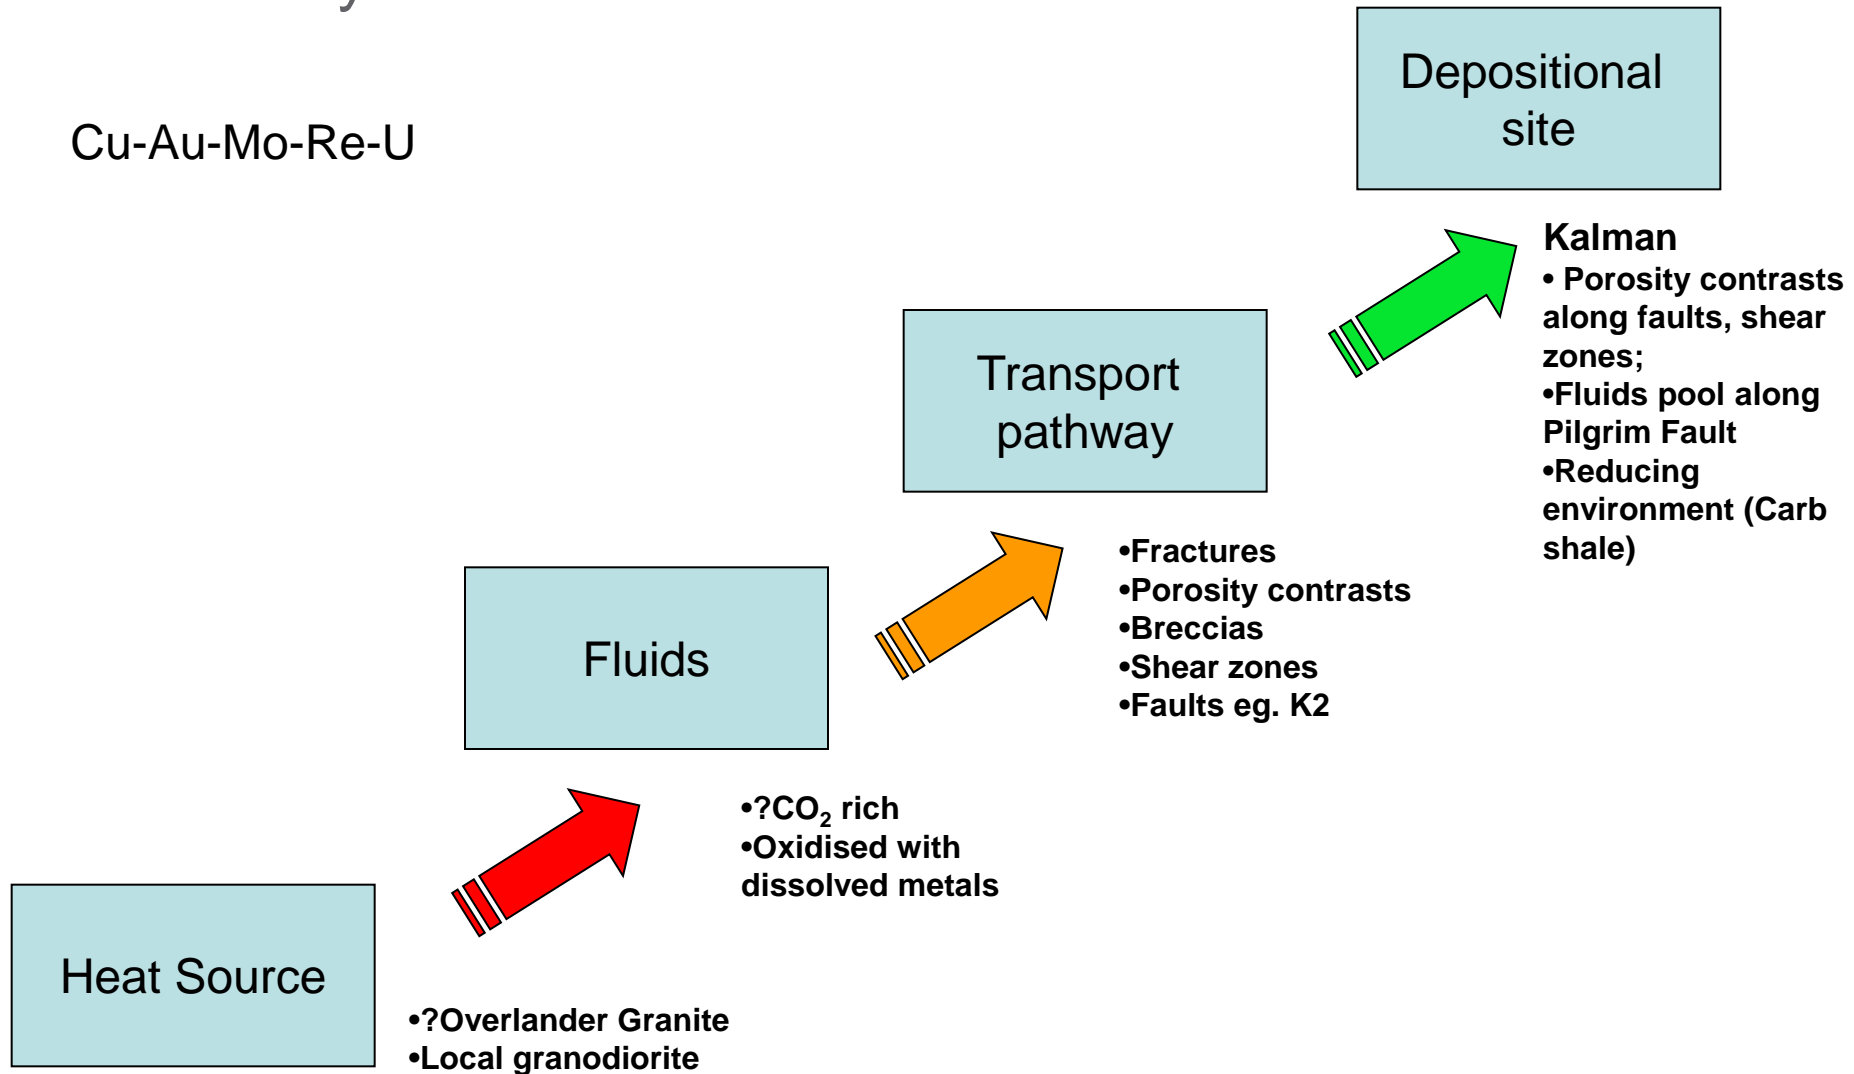 Cu-Au-Mo-Re-U
Depositional
site
Kalman
• Porosity contrasts
along faults, shear
zones;
•Fluids pool along
Pilgrim Fault
•Reducing
environment (Carb
shale)
Transport
pathway
•Fractures
•Porosity contrasts
•Breccias
•Shear zones
•Faults eg. K2
Fluids
•?CO₂ rich
•Oxidised with
dissolved metals
Heat Source
•?Overlander Granite
•Local granodiorite